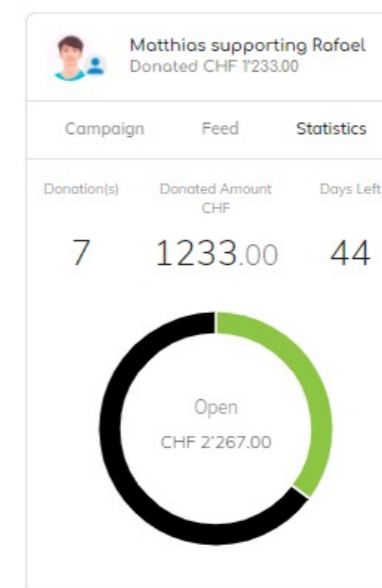 Matthias supporting Rafael
Donated CHF 1'233.00
Campaign Feed Statistics
Donation(s) Donated Amount CHF Days Left
7 1233.00 44
Open
CHF 2'267.00